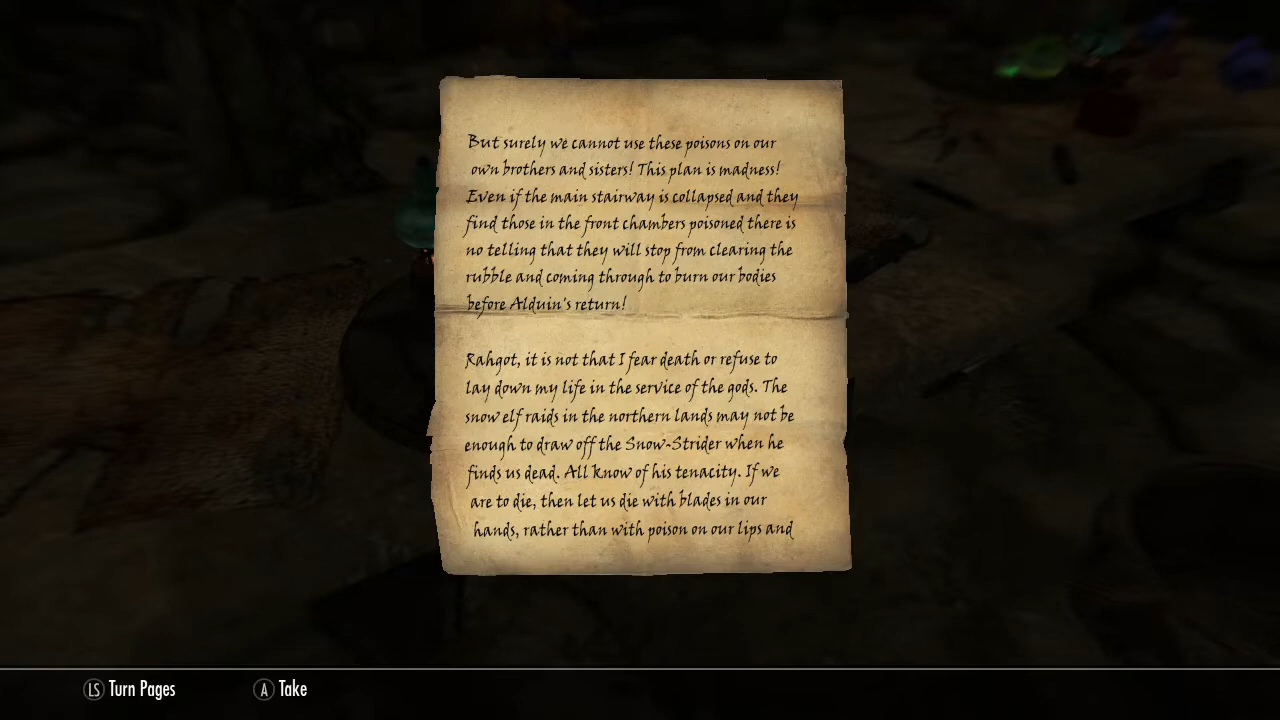 But surely we cannot use these poisons on our
own brothers and sisters! This plan is madness!
Even if the main stairway is collapsed and they
find those in the front chambers poisoned there is
no telling that they will stop from clearing the
rubble and coming through to burn our bodies
before Alduin's return!
Rahgot, it is not that I fear death or refuse to
lay down my life in the service of the gods. The
snow elf raids in the northern lands may not be
enough to draw off the Snow-Strider when he
finds us dead. All know of his tenacity. If we
are to die, then let us die with blades in our
hands, rather than with poison on our lips and
LS Turn Pages A Take